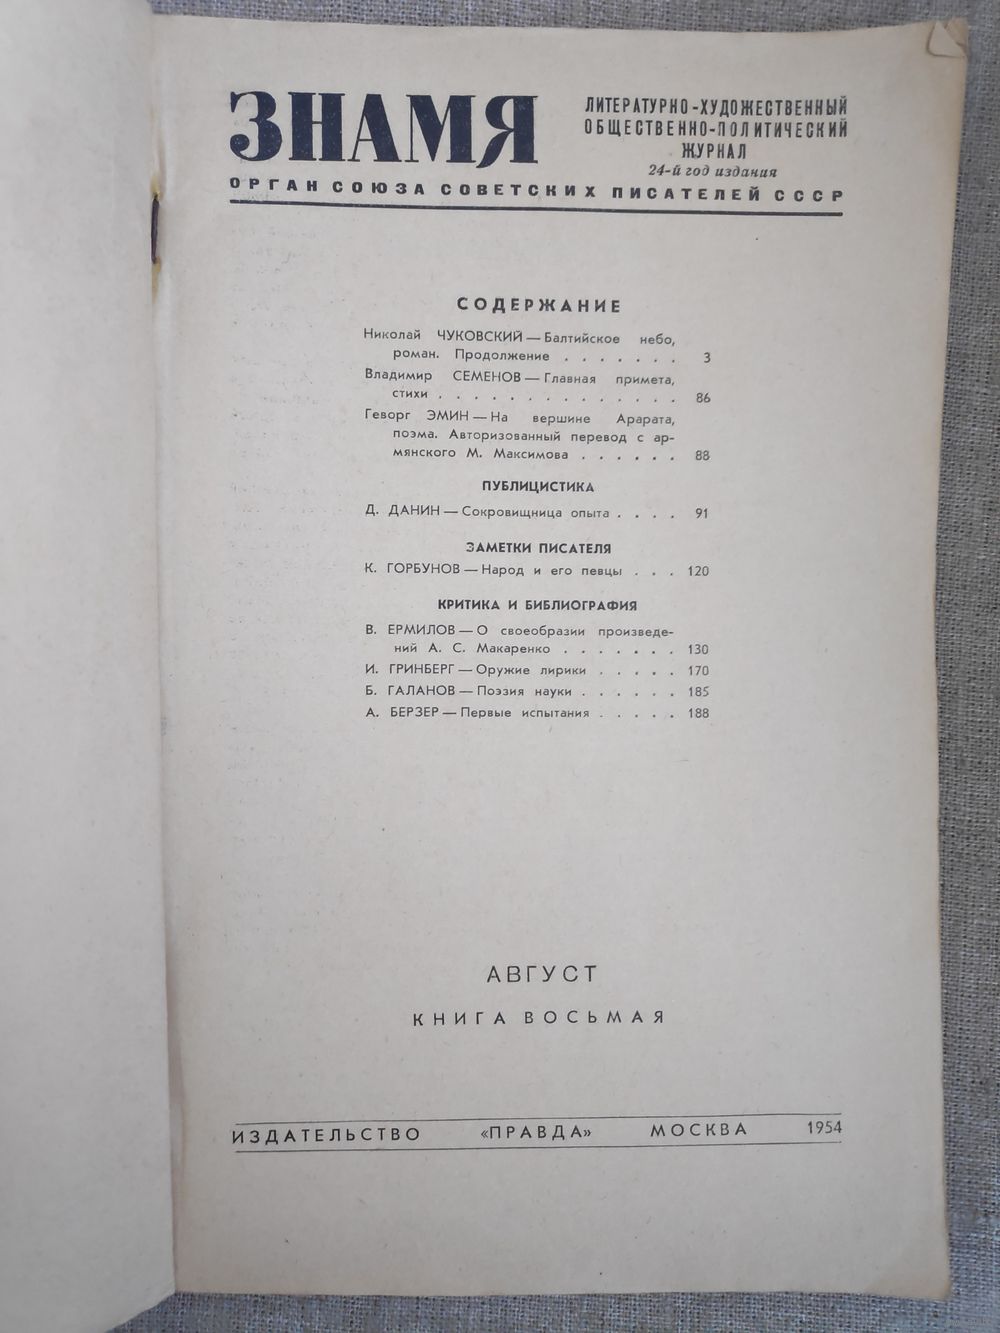 ЗНАМЯ
ЛИТЕРАТУРНО-ХУДОЖЕСТВЕННЫЙ
ОБЩЕСТВЕННО-ПОЛИТИЧЕСКИЙ
ЖУРНАЛ
24-й год издания
ОРГАН СОЮЗА СОВЕТСКИХ ПИСАТЕЛЕЙ СССР
СОДЕРЖАНИЕ
Николай ЧУКОВСКИЙ — Балтийское небо,
роман. Продолжение . . . . . . . 3
Владимир СЕМЕНОВ — Главная примета,
стихи . . . . . . . . . . . . . . 86
Геворг ЭМИН — На вершине Арарата,
поэма. Авторизованный перевод с ар-
мянского М. Максимова . . . . . . 88
ПУБЛИЦИСТИКА
Д. ДАНИН — Сокровищница опыта . . . . 91
ЗАМЕТКИ ПИСАТЕЛЯ
К. ГОРБУНОВ — Народ и его певцы . . . 120
КРИТИКА И БИБЛИОГРАФИЯ
В. ЕРМИЛОВ — О своеобразии произведе-
ний А. С. Макаренко . . . . . . . 130
И. ГРИНБЕРГ — Оружие лирики . . . . . 170
Б. ГАЛАНОВ — Поэзия науки . . . . . . 185
А. БЕРЗЕР — Первые испытания . . . . . 188
АВГУСТ
КНИГА ВОСЬМАЯ
ИЗДАТЕЛЬСТВО «ПРАВДА» МОСКВА 1954